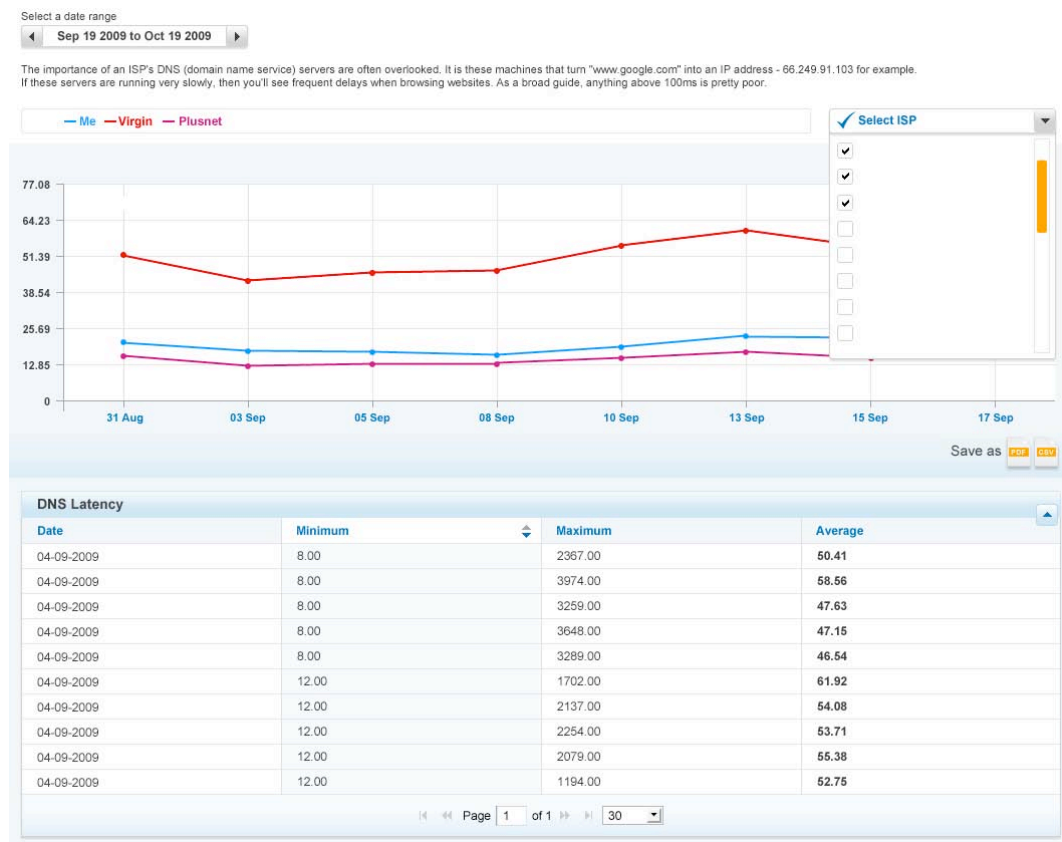 Select a date range
Sep 19 2009 to Oct 19 2009
The importance of an ISP's DNS (domain name service) servers are often overlooked. It is these machines that turn "www.google.com" into an IP address - 66.249.91.103 for example.
If these servers are running very slowly, then you'll see frequent delays when browsing websites. As a broad guide, anything above 100ms is pretty poor.
Me Virgin Plusnet
Select ISP
77.08
64.23
51.39
38.54
25.69
12.85
0
31 Aug 03 Sep 05 Sep 08 Sep 10 Sep 13 Sep 15 Sep 17 Sep
Save as PDF CSV
DNS Latency
Date Minimum Maximum Average
04-09-2009 8.00 2367.00 50.41
04-09-2009 8.00 3974.00 58.56
04-09-2009 8.00 3259.00 47.63
04-09-2009 8.00 3648.00 47.15
04-09-2009 8.00 3289.00 46.54
04-09-2009 12.00 1702.00 61.92
04-09-2009 12.00 2137.00 54.08
04-09-2009 12.00 2254.00 53.71
04-09-2009 12.00 2079.00 55.38
04-09-2009 12.00 1194.00 52.75
Page 1 of 1 30